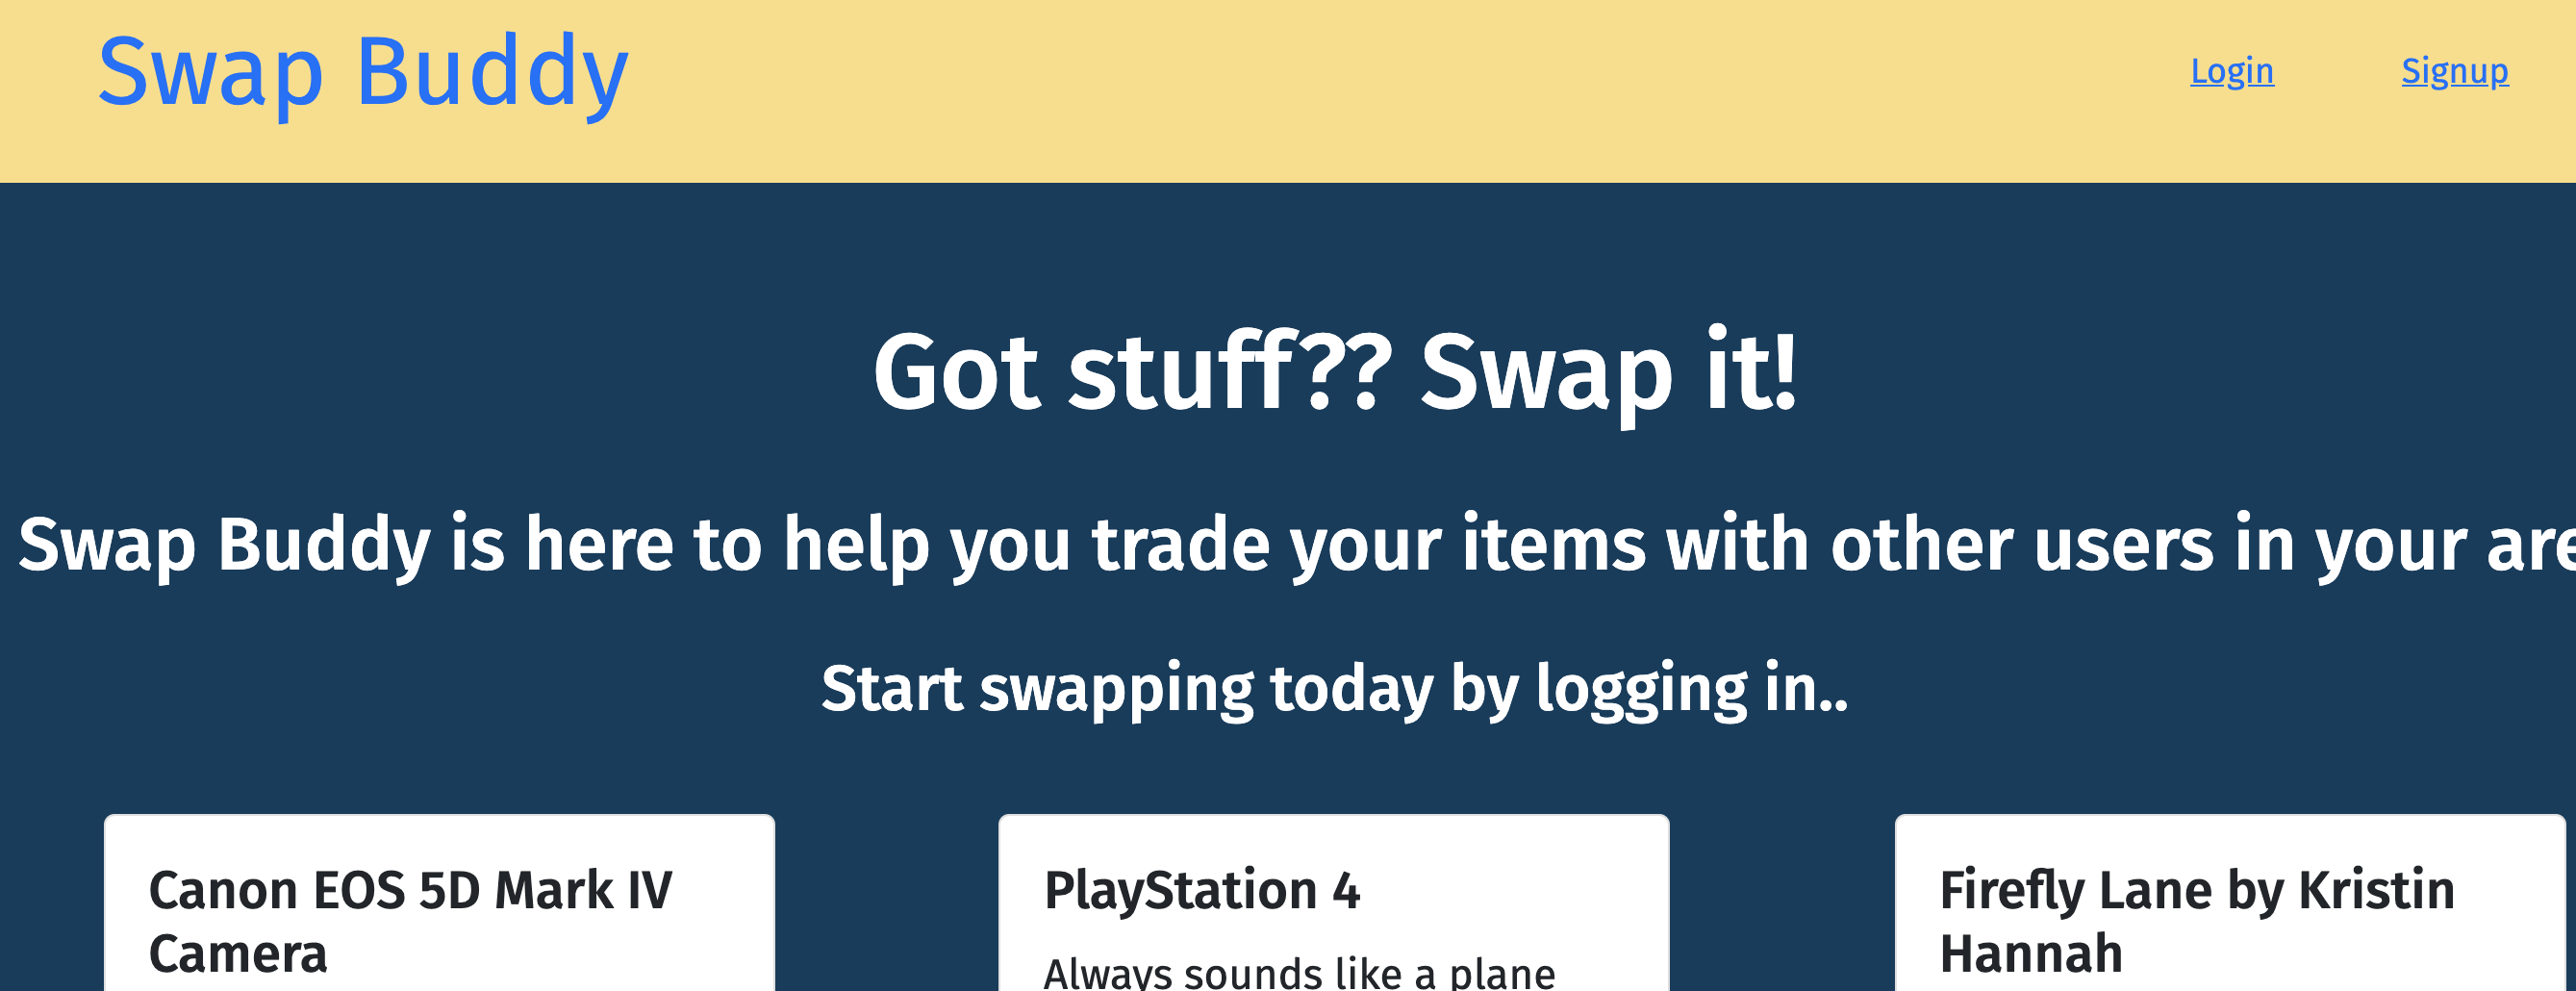 Swap Buddy
Login
Signup
Got stuff?? Swap it!
Swap Buddy is here to help you trade your items with other users in your
Start swapping today by logging in..
Canon EOS 5D Mark IV
Camera
PlayStation 4
Always sounds like a plane
Firefly Lane by Kristin
Hannah